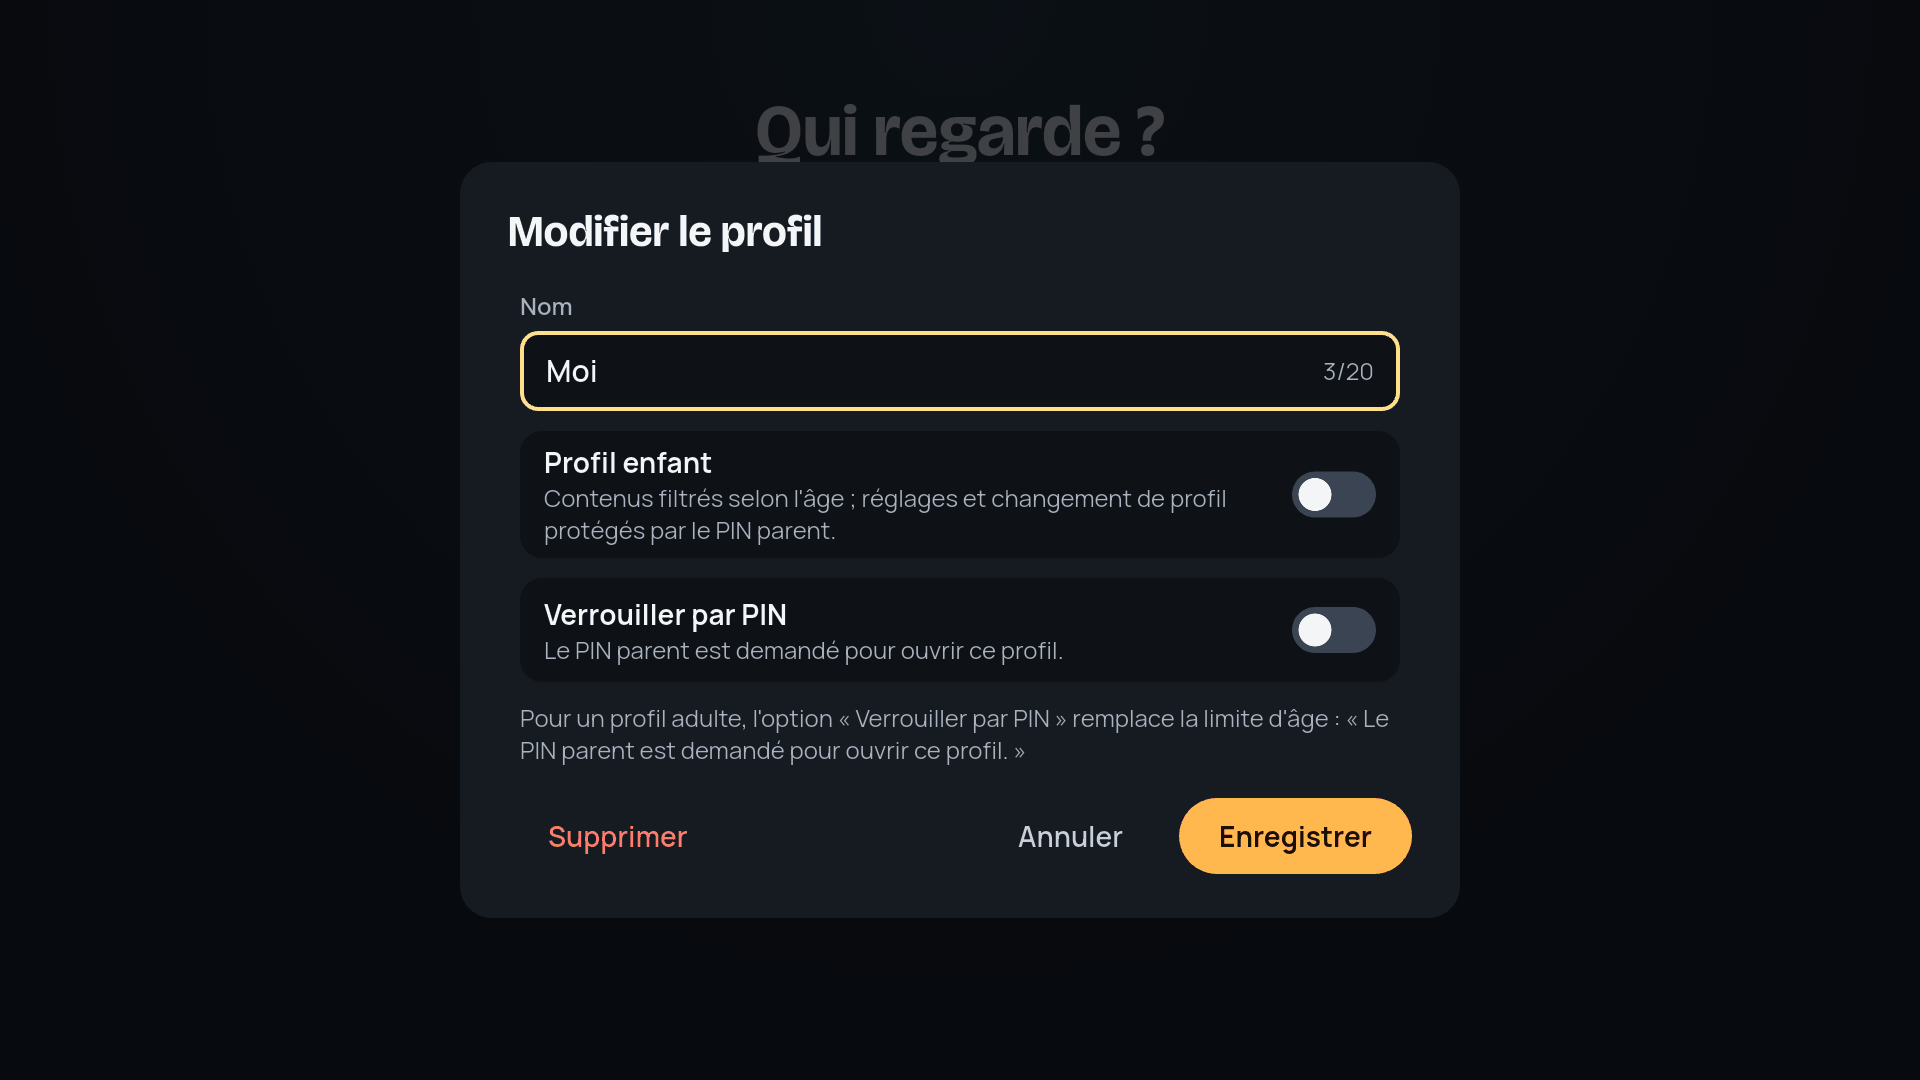 Qui regarde ?
Modifier le profil
Nom
Moi
3/20
Profil enfant
Contenus filtrés selon l'âge ; réglages et changement de profil
protégés par le PIN parent.
Verrouiller par PIN
Le PIN parent est demandé pour ouvrir ce profil.
Pour un profil adulte, l'option « Verrouiller par PIN » remplace la limite d'âge : « Le
PIN parent est demandé pour ouvrir ce profil. »
Supprimer
Annuler
Enregistrer